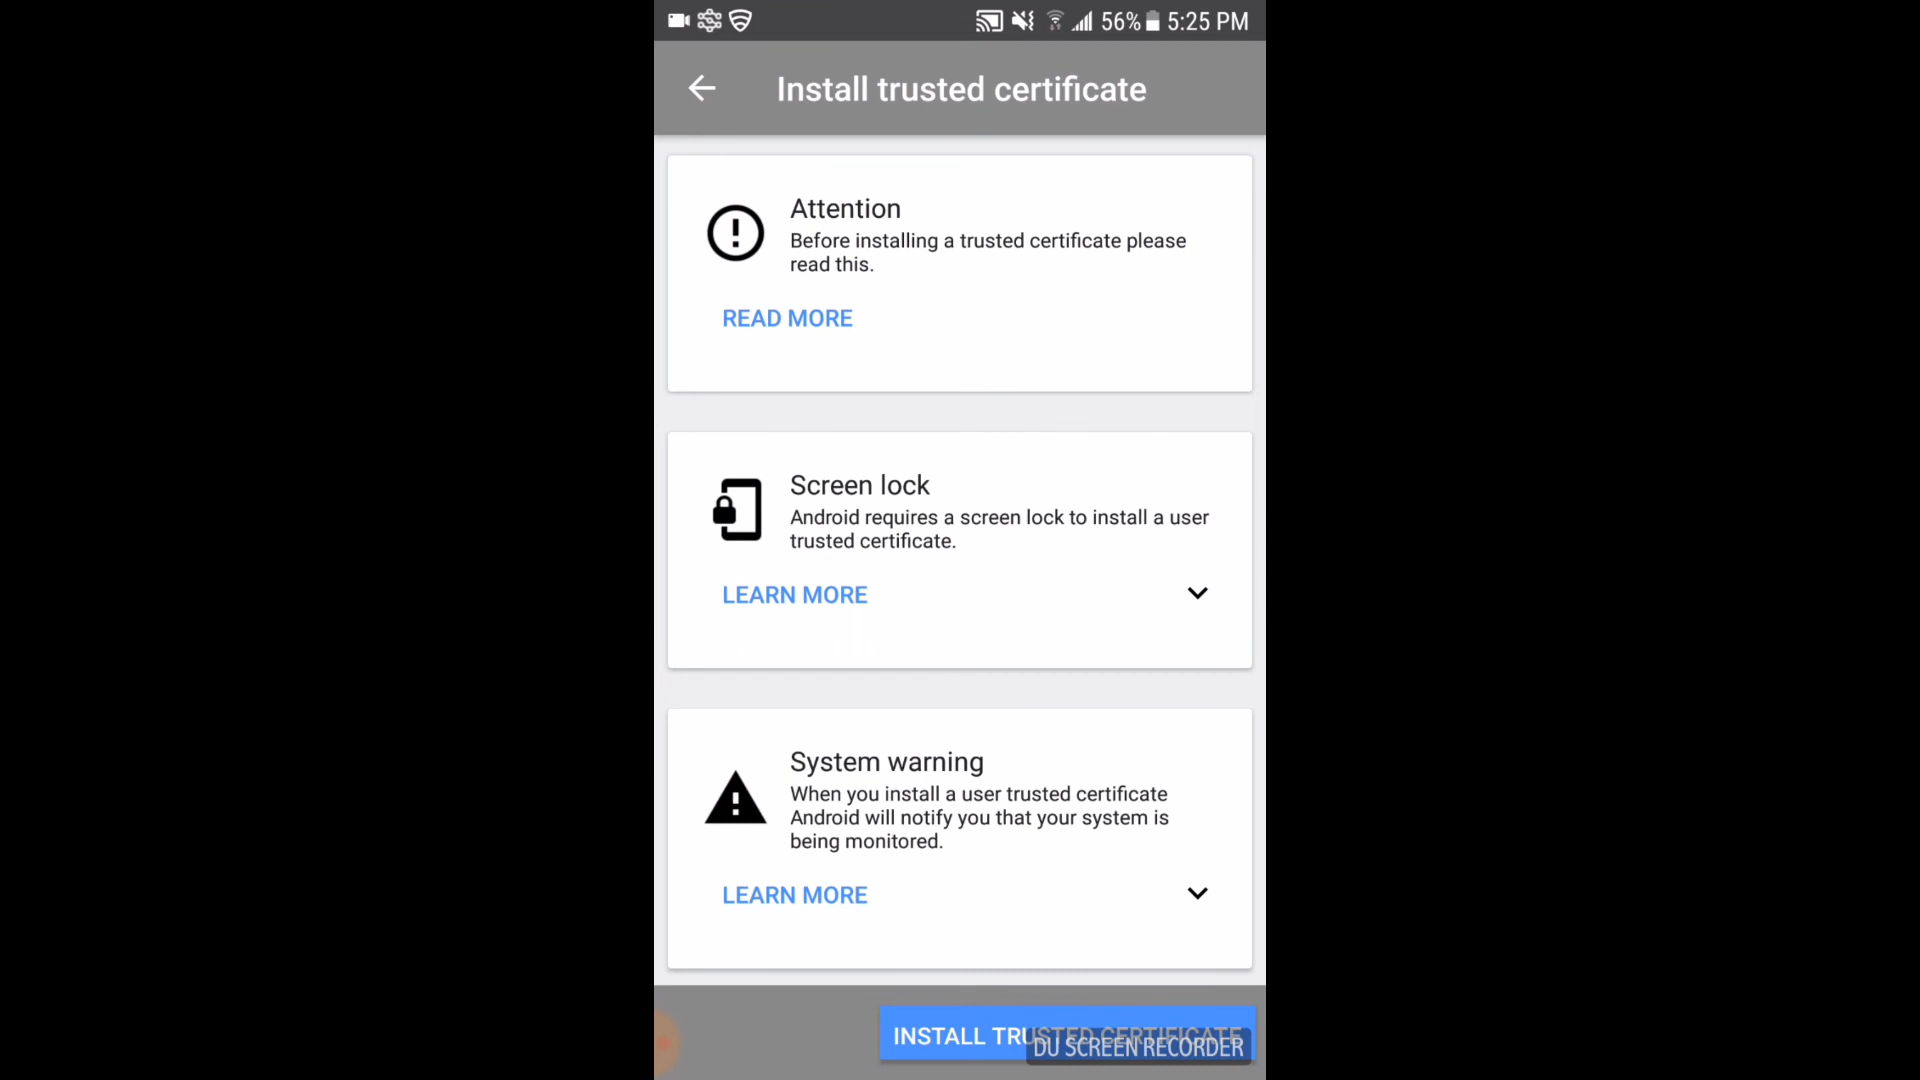 56% 5:25 PM
Install trusted certificate
Attention
Before installing a trusted certificate please
read this.
READ MORE
Screen lock
Android requires a screen lock to install a user
trusted certificate.
LEARN MORE
System warning
When you install a user trusted certificate
Android will notify you that your system is
being monitored.
LEARN MORE
INSTALL TRUSTED CERTIFICATE
DU SCREEN RECORDER